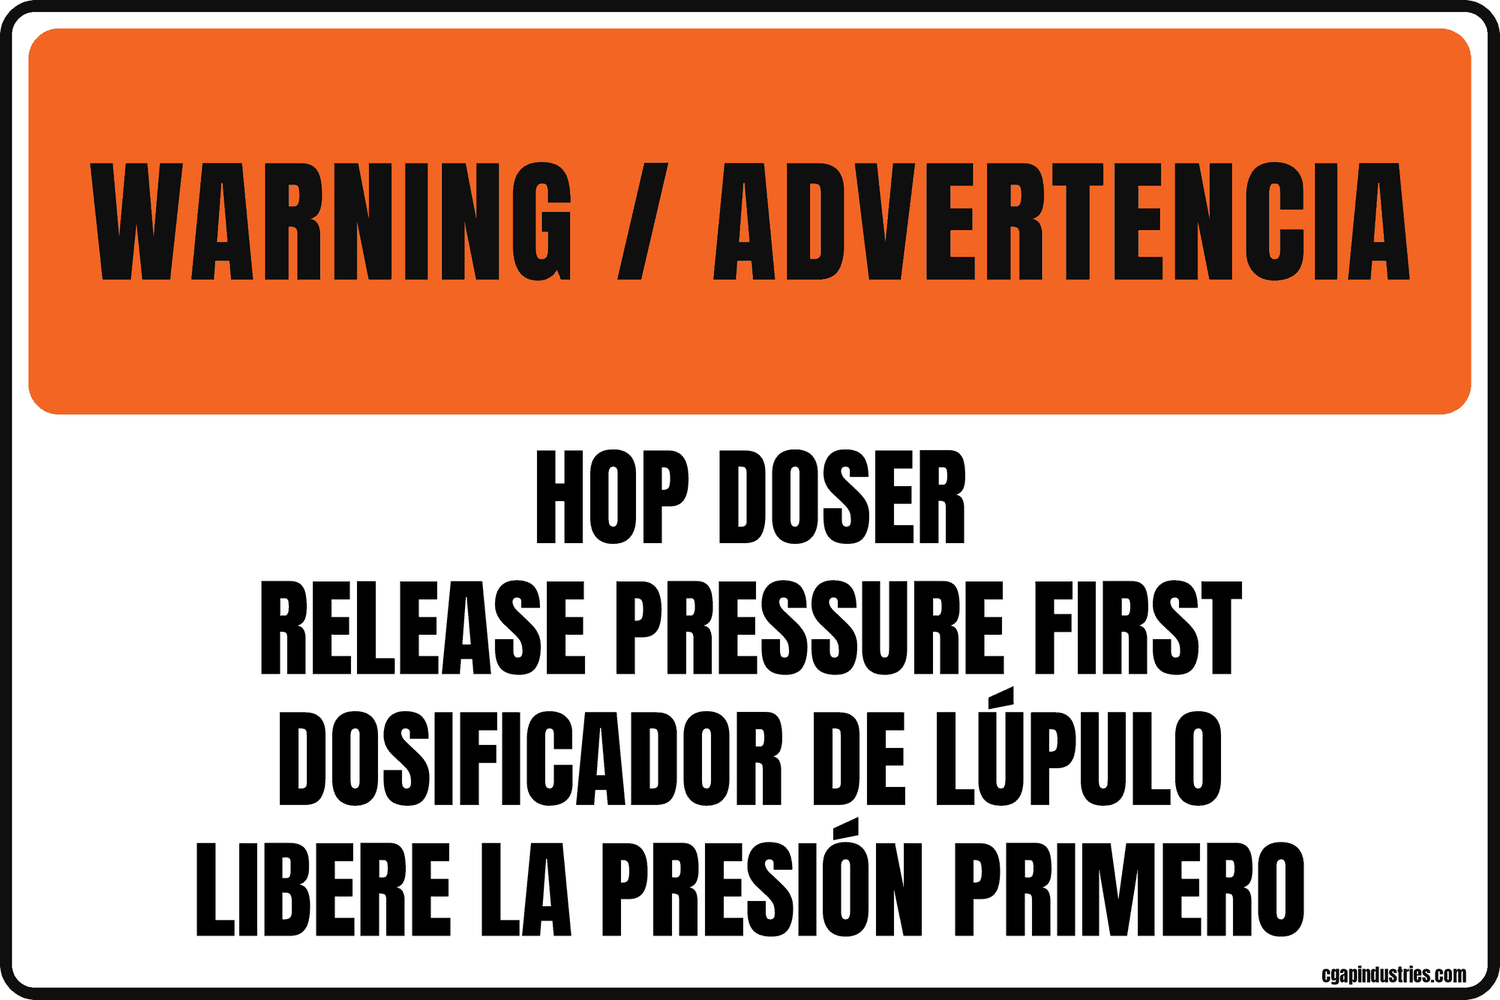 WARNING / ADVERTENCIA
HOP DOSER
RELEASE PRESSURE FIRST
DOSIFICADOR DE LÚPULO
LIBERE LA PRESIÓN PRIMERO
cgapindustries.com